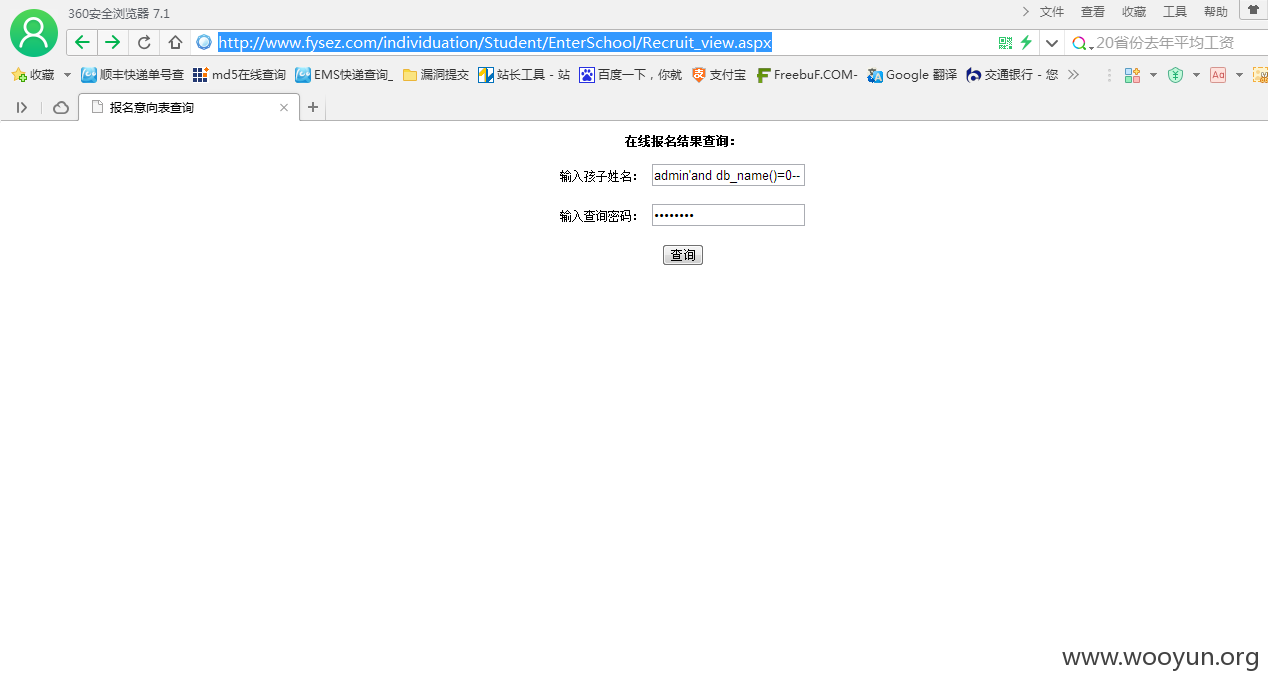 360安全浏览器 7.1
文件 查看 收藏 工具 帮助
http://www.fysez.com/individuation/Student/EnterSchool/Recruit_view.aspx
20省份去年平均工资
收藏 顺丰快递单号查 md5在线查询 EMS快递查询_ 漏洞提交 站长工具 - 站 百度一下，你就 支付宝 FreebuF.COM- Google 翻译 交通银行 - 您
报名意向表查询
在线报名结果查询：
输入孩子姓名： admin'and db_name()=0--
输入查询密码： ••••••••
查询
www.wooyun.org